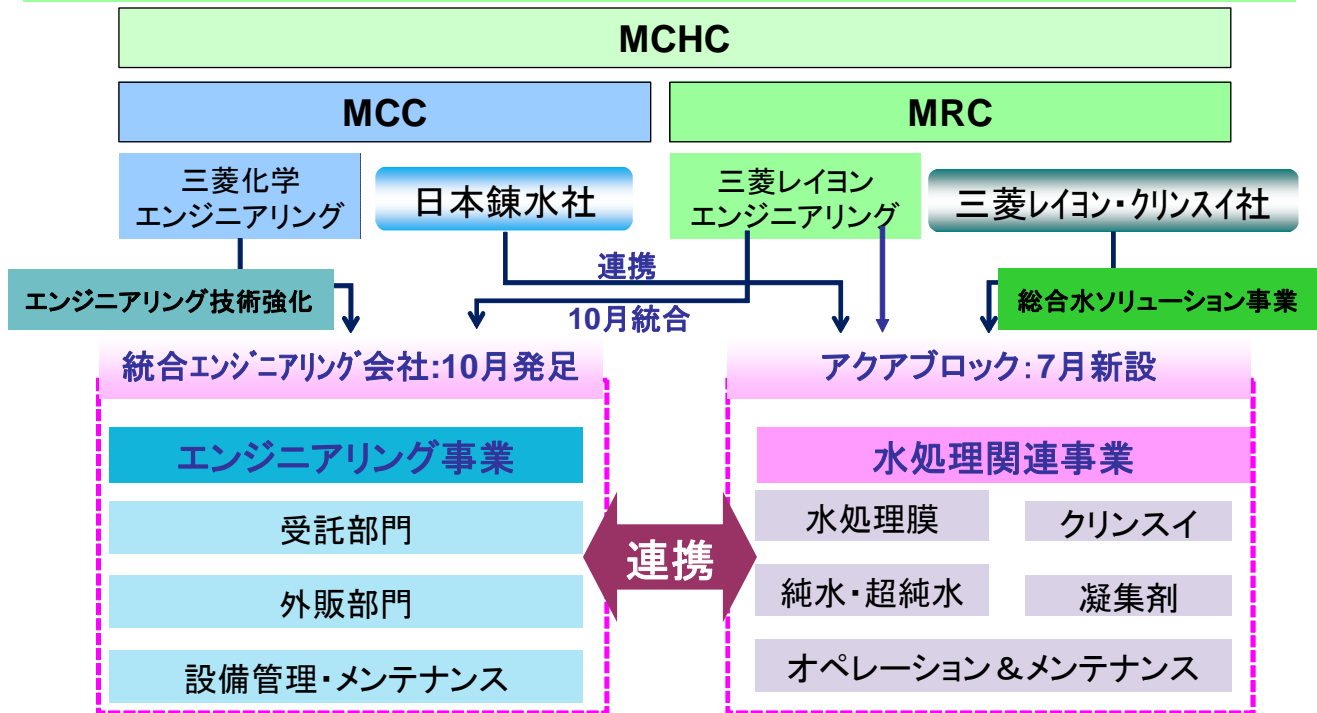 MCHC
MCC
MRC
三菱化学
エンジニアリング
日本錬水社
三菱レイヨン
エンジニアリング
三菱レイヨン・クリンスイ社
連携
エンジニアリング技術強化
10月統合
総合水ソリューション事業
統合エンジニアリング会社:10月発足
アクアブロック:7月新設
エンジニアリング事業
水処理関連事業
受託部門
外販部門
設備管理・メンテナンス
連携
水処理膜
クリンスイ
純水・超純水
凝集剤
オペレーション&メンテナンス